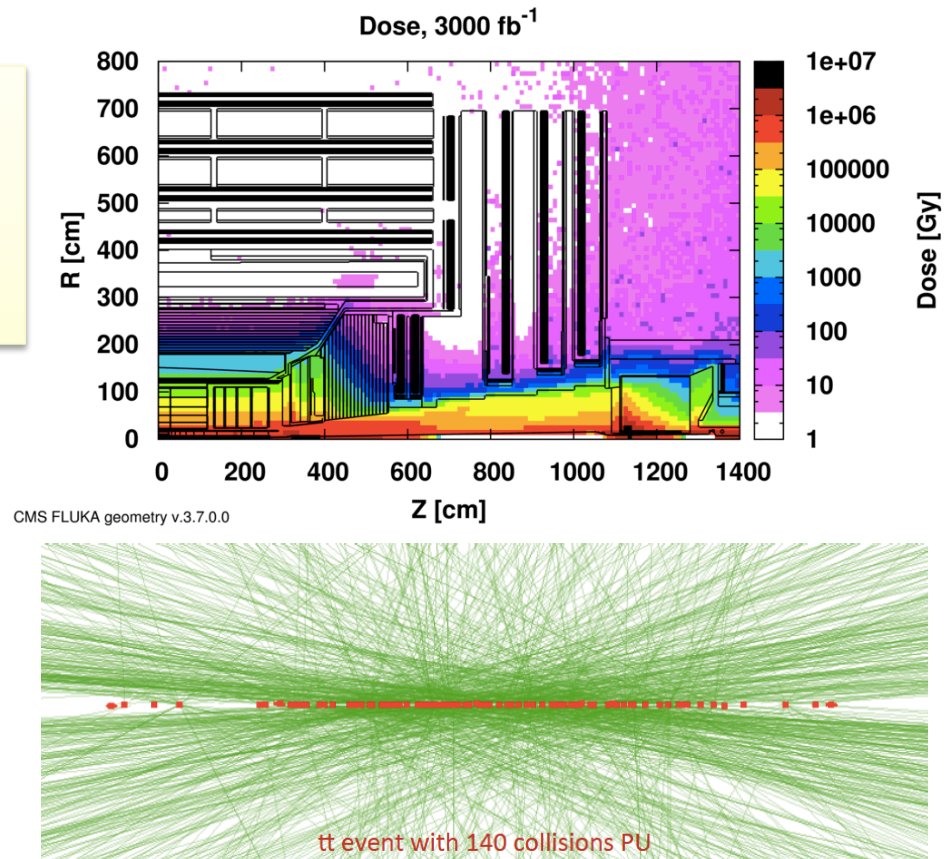 Dose, 3000 fb⁻¹
800
700
600
500
400
300
200
100
0
R [cm]
0 200 400 600 800 1000 1200 1400
Z [cm]
1e+07
1e+06
100000
10000
1000
100
10
1
Dose [Gy]
CMS FLUKA geometry v.3.7.0.0
tt event with 140 collisions PU